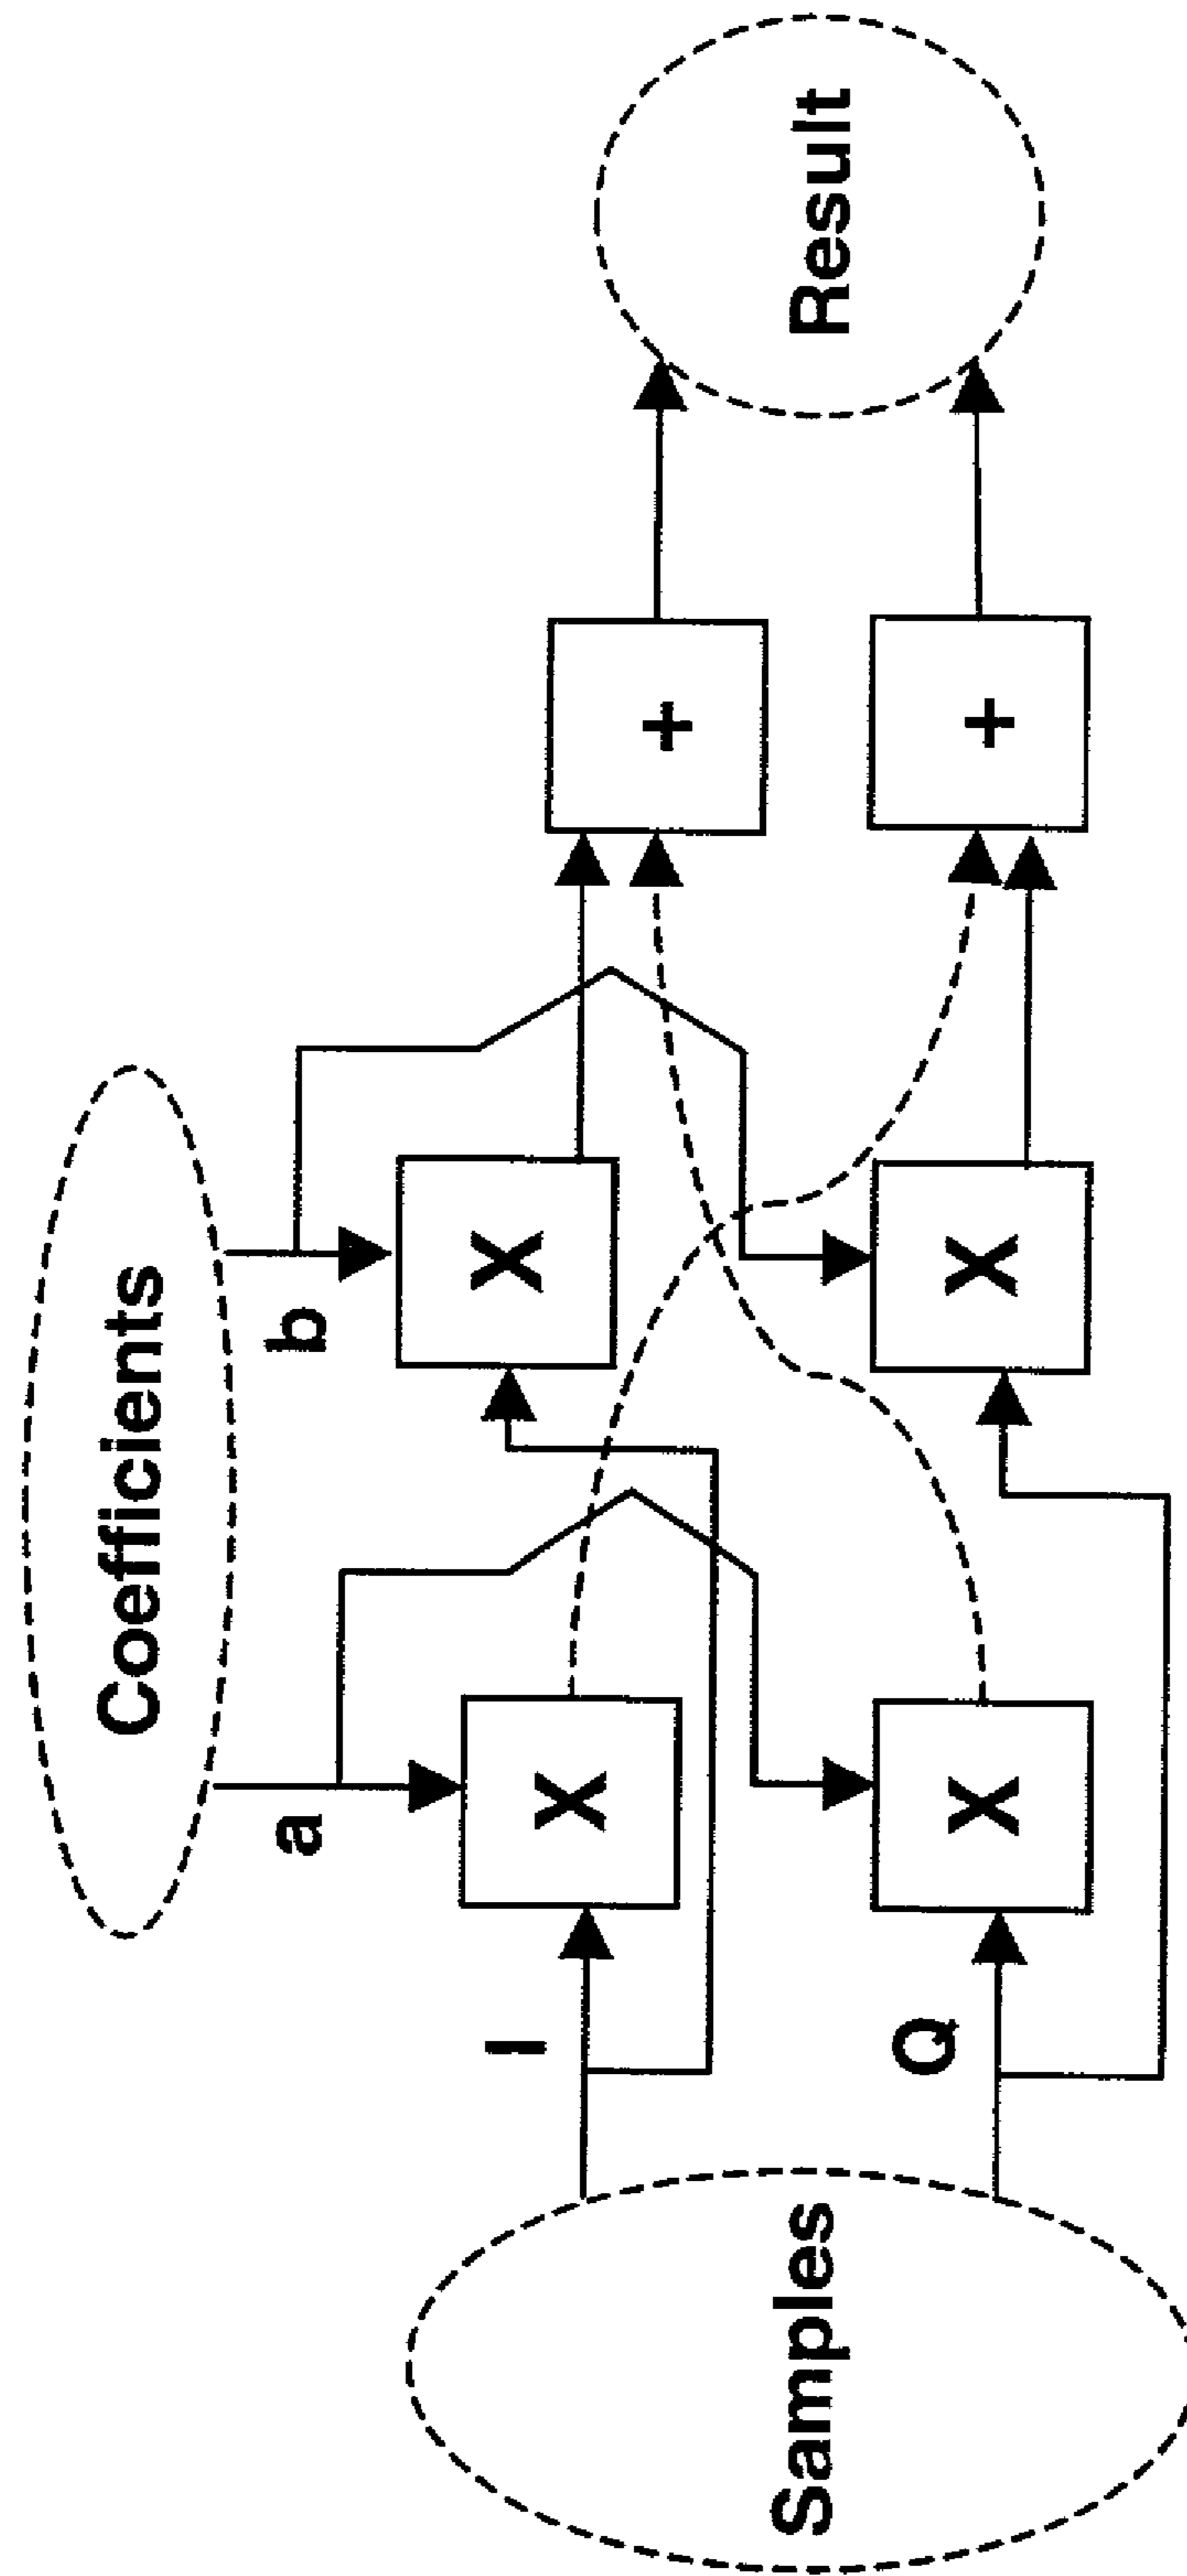 Coefficients
a
b
I
X
X
+
Samples
Result
Q
X
X
+